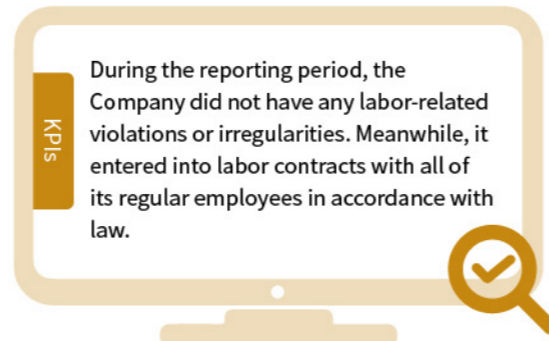 KPIs
During the reporting period, the
Company did not have any labor-related
violations or irregularities. Meanwhile, it
entered into labor contracts with all of
its regular employees in accordance with
law.